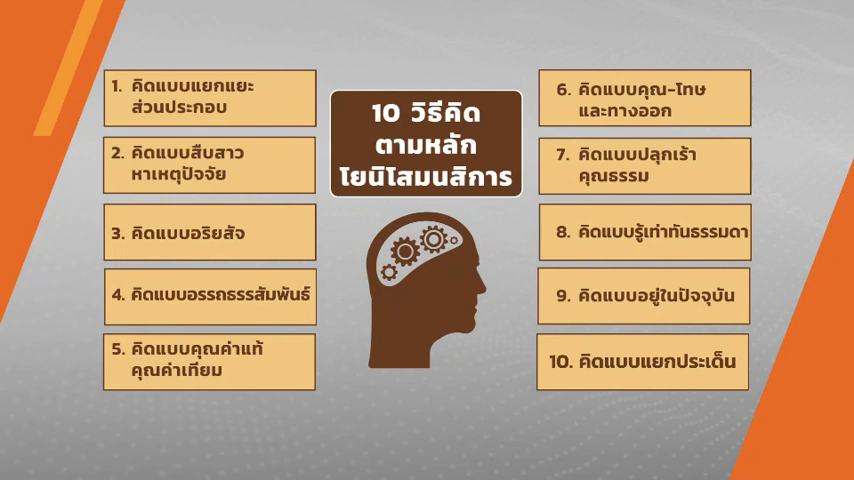 10 วิธีคิด
ตามหลัก
โยนิโสมนสิการ
1. คิดแบบแยกแยะ
ส่วนประกอบ
2. คิดแบบสืบสาว
หาเหตุปัจจัย
3. คิดแบบอริยสัจ
4. คิดแบบอรรถธรรมสัมพันธ์
5. คิดแบบคุณค่าแท้
คุณค่าเทียม
6. คิดแบบคุณ-โทษ
และทางออก
7. คิดแบบปลุกเร้า
คุณธรรม
8. คิดแบบรู้เท่าทันธรรมดา
9. คิดแบบอยู่ในปัจจุบัน
10. คิดแบบแยกประเด็น